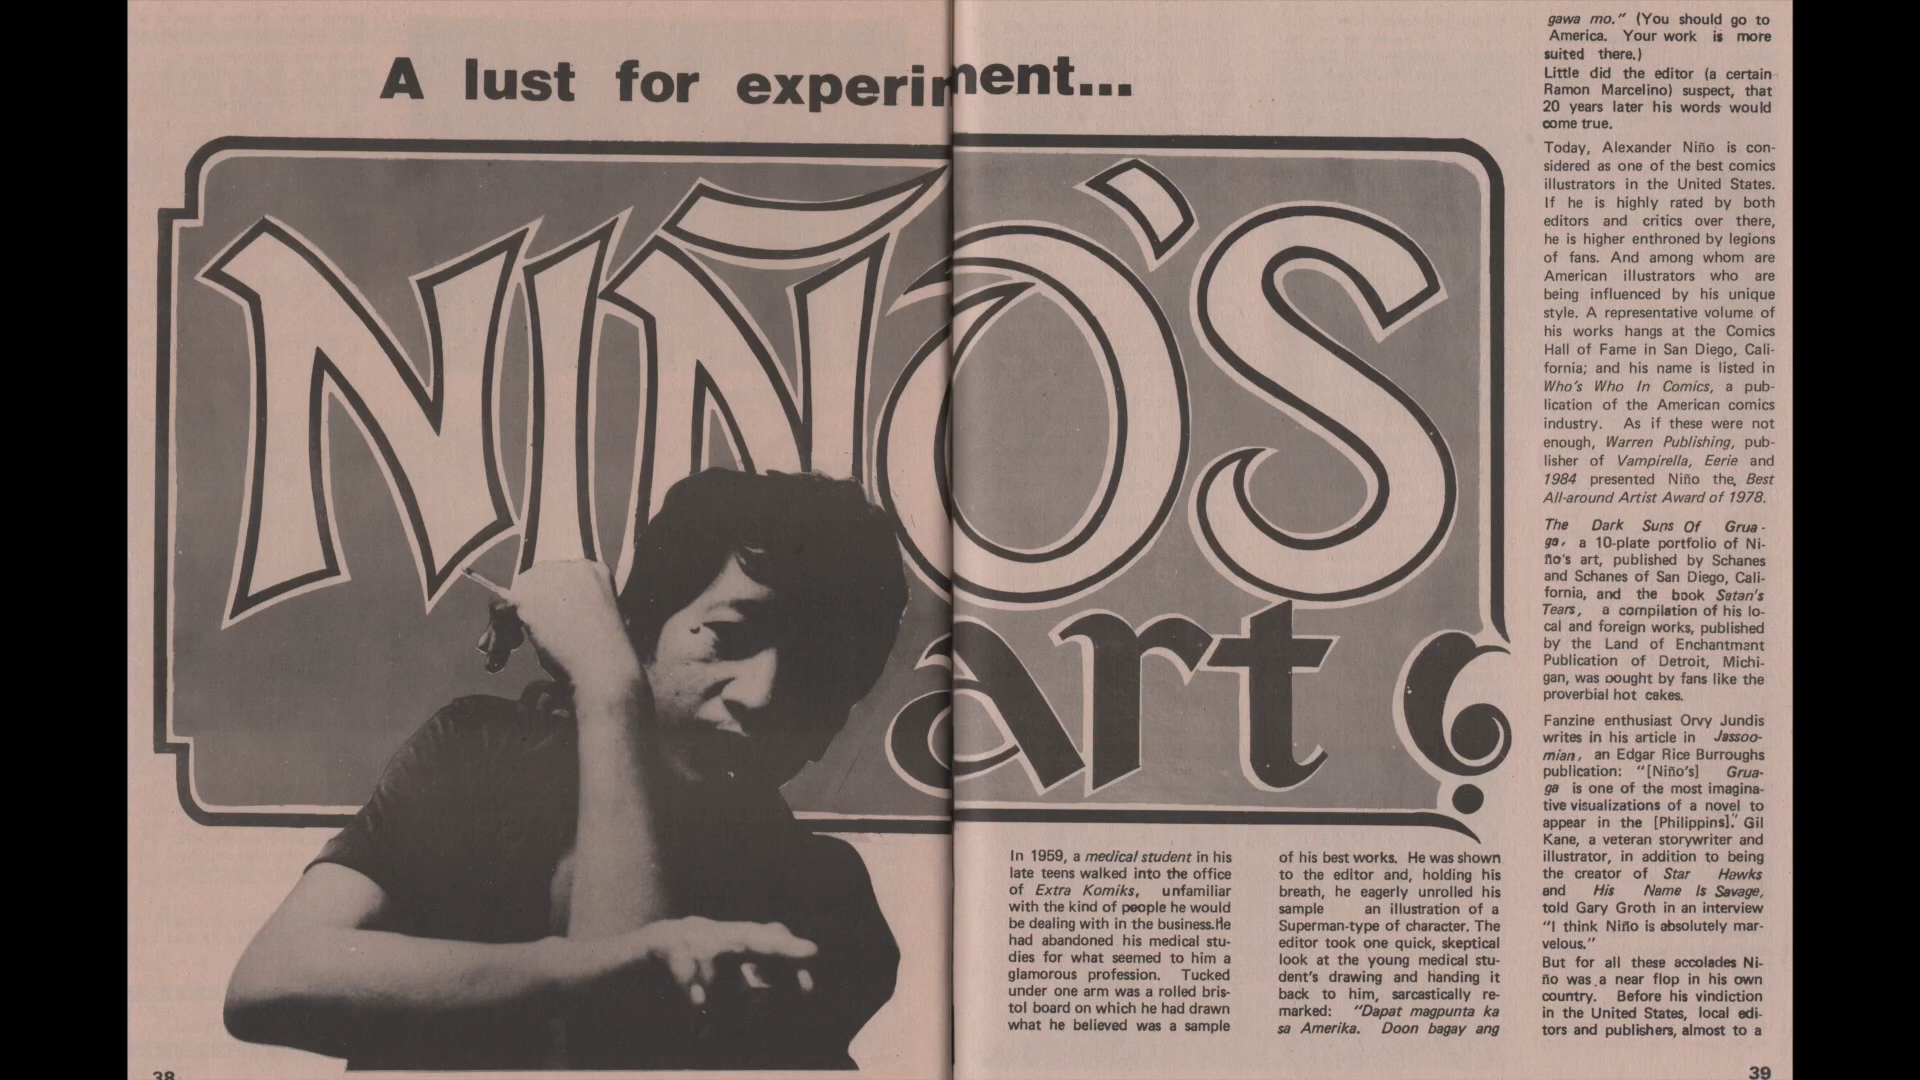 A lust for experiment...
NIÑO'S
art
In 1959, a medical student in his
late teens walked into the office
of Extra Komiks, unfamiliar
with the kind of people he would
be dealing with in the business.He
had abandoned his medical stu-
dies for what seemed to him a
glamorous profession. Tucked
under one arm was a rolled bris-
tol board on which he had drawn
what he believed was a sample
of his best works. He was shown
to the editor and, holding his
breath, he eagerly unrolled his
sample an illustration of a
Superman-type of character. The
editor took one quick, skeptical
look at the young medical stu-
dent's drawing and handing it
back to him, sarcastically re-
marked: "Dapat magpunta ka
sa Amerika. Doon bagay ang
gawa mo." (You should go to
America. Your work is more
suited there.)
Little did the editor (a certain
Ramon Marcelino) suspect, that
20 years later his words would
come true.
Today, Alexander Niño is con-
sidered as one of the best comics
illustrators in the United States.
If he is highly rated by both
editors and critics over there,
he is higher enthroned by legions
of fans. And among whom are
American illustrators who are
being influenced by his unique
style. A representative volume of
his works hangs at the Comics
Hall of Fame in San Diego, Cali-
fornia; and his name is listed in
Who's Who In Comics, a pub-
lication of the American comics
industry. As if these were not
enough, Warren Publishing, pub-
lisher of Vampirella, Eerie and
1984 presented Niño the, Best
All-around Artist Award of 1978.
The Dark Suns Of Grua-
ga, a 10-plate portfolio of Ni-
ño's art, published by Schanes
and Schanes of San Diego, Cali-
fornia, and the book Satan's
Tears, a compilation of his lo-
cal and foreign works, published
by the Land of Enchantment
Publication of Detroit, Michi-
gan, was bought by fans like the
proverbial hot cakes.
Fanzine enthusiast Orvy Jundis
writes in his article in Jassoo-
mian, an Edgar Rice Burroughs
publication: "[Niño's] Grua-
ga is one of the most imagina-
tive visualizations of a novel to
appear in the [Philippins]." Gil
Kane, a veteran storywriter and
illustrator, in addition to being
the creator of Star Hawks
and His Name Is Savage,
told Gary Groth in an interview
"I think Niño is absolutely mar-
velous."
But for all these accolades Ni-
ño was a near flop in his own
country. Before his vindiction
in the United States, local edi-
tors and publishers, almost to a
38
39